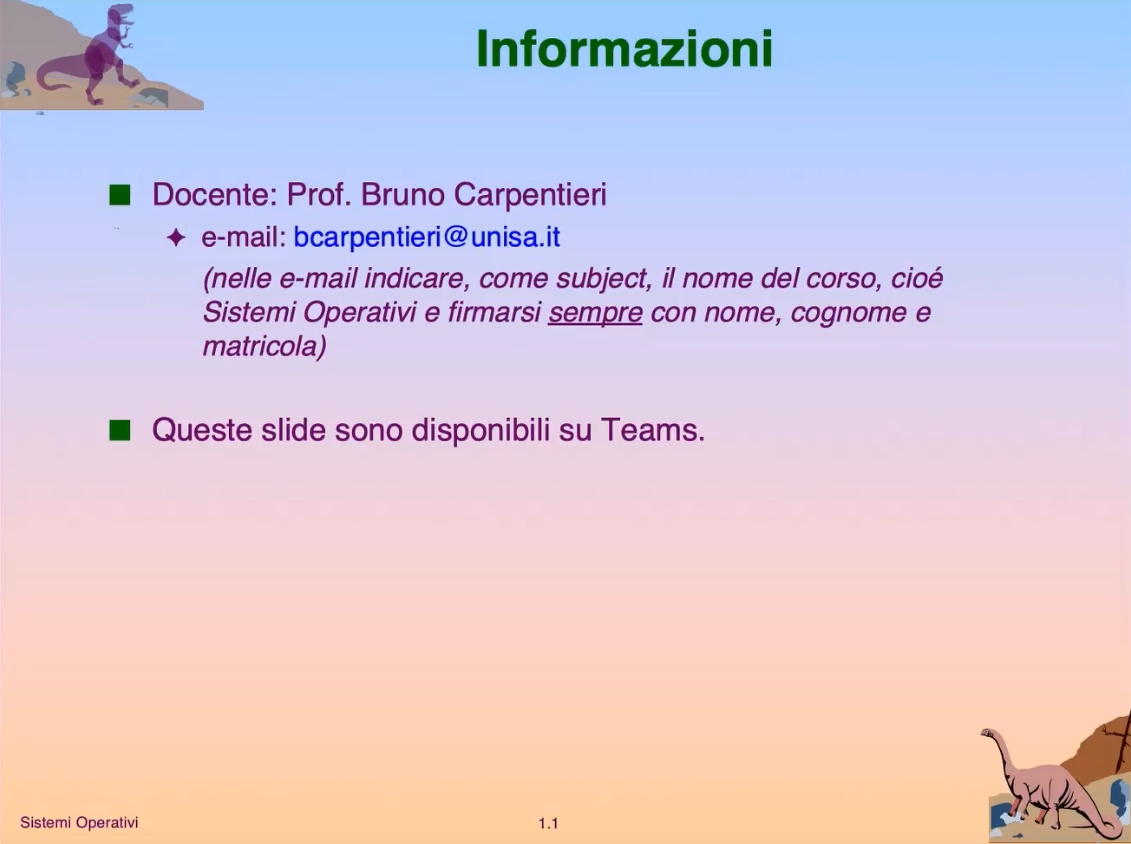 Informazioni
Docente: Prof. Bruno Carpentieri
e-mail: bcarpentieri@unisa.it
(nelle e-mail indicare, come subject, il nome del corso, cioé
Sistemi Operativi e firmarsi sempre con nome, cognome e
matricola)
Queste slide sono disponibili su Teams.
Sistemi Operativi
1.1